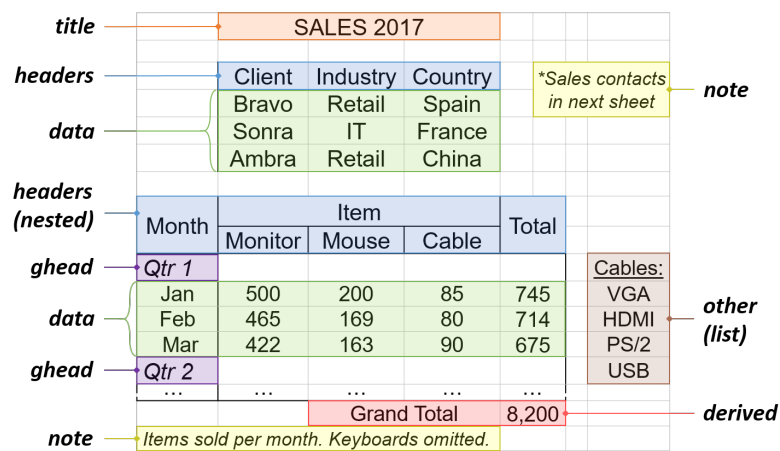 title
SALES 2017
headers
Client Industry Country
*Sales contacts
in next sheet
note
data
Bravo Retail Spain
Sonra IT France
Ambra Retail China
headers
(nested)
Month Item Total
Monitor Mouse Cable
ghead
Qtr 1
data
Jan 500 200 85 745
Feb 465 169 80 714
Mar 422 163 90 675
ghead
Qtr 2
... ... ... ... ...
Cables:
VGA
HDMI
PS/2
USB
other
(list)
Grand Total 8,200
derived
note
Items sold per month. Keyboards omitted.